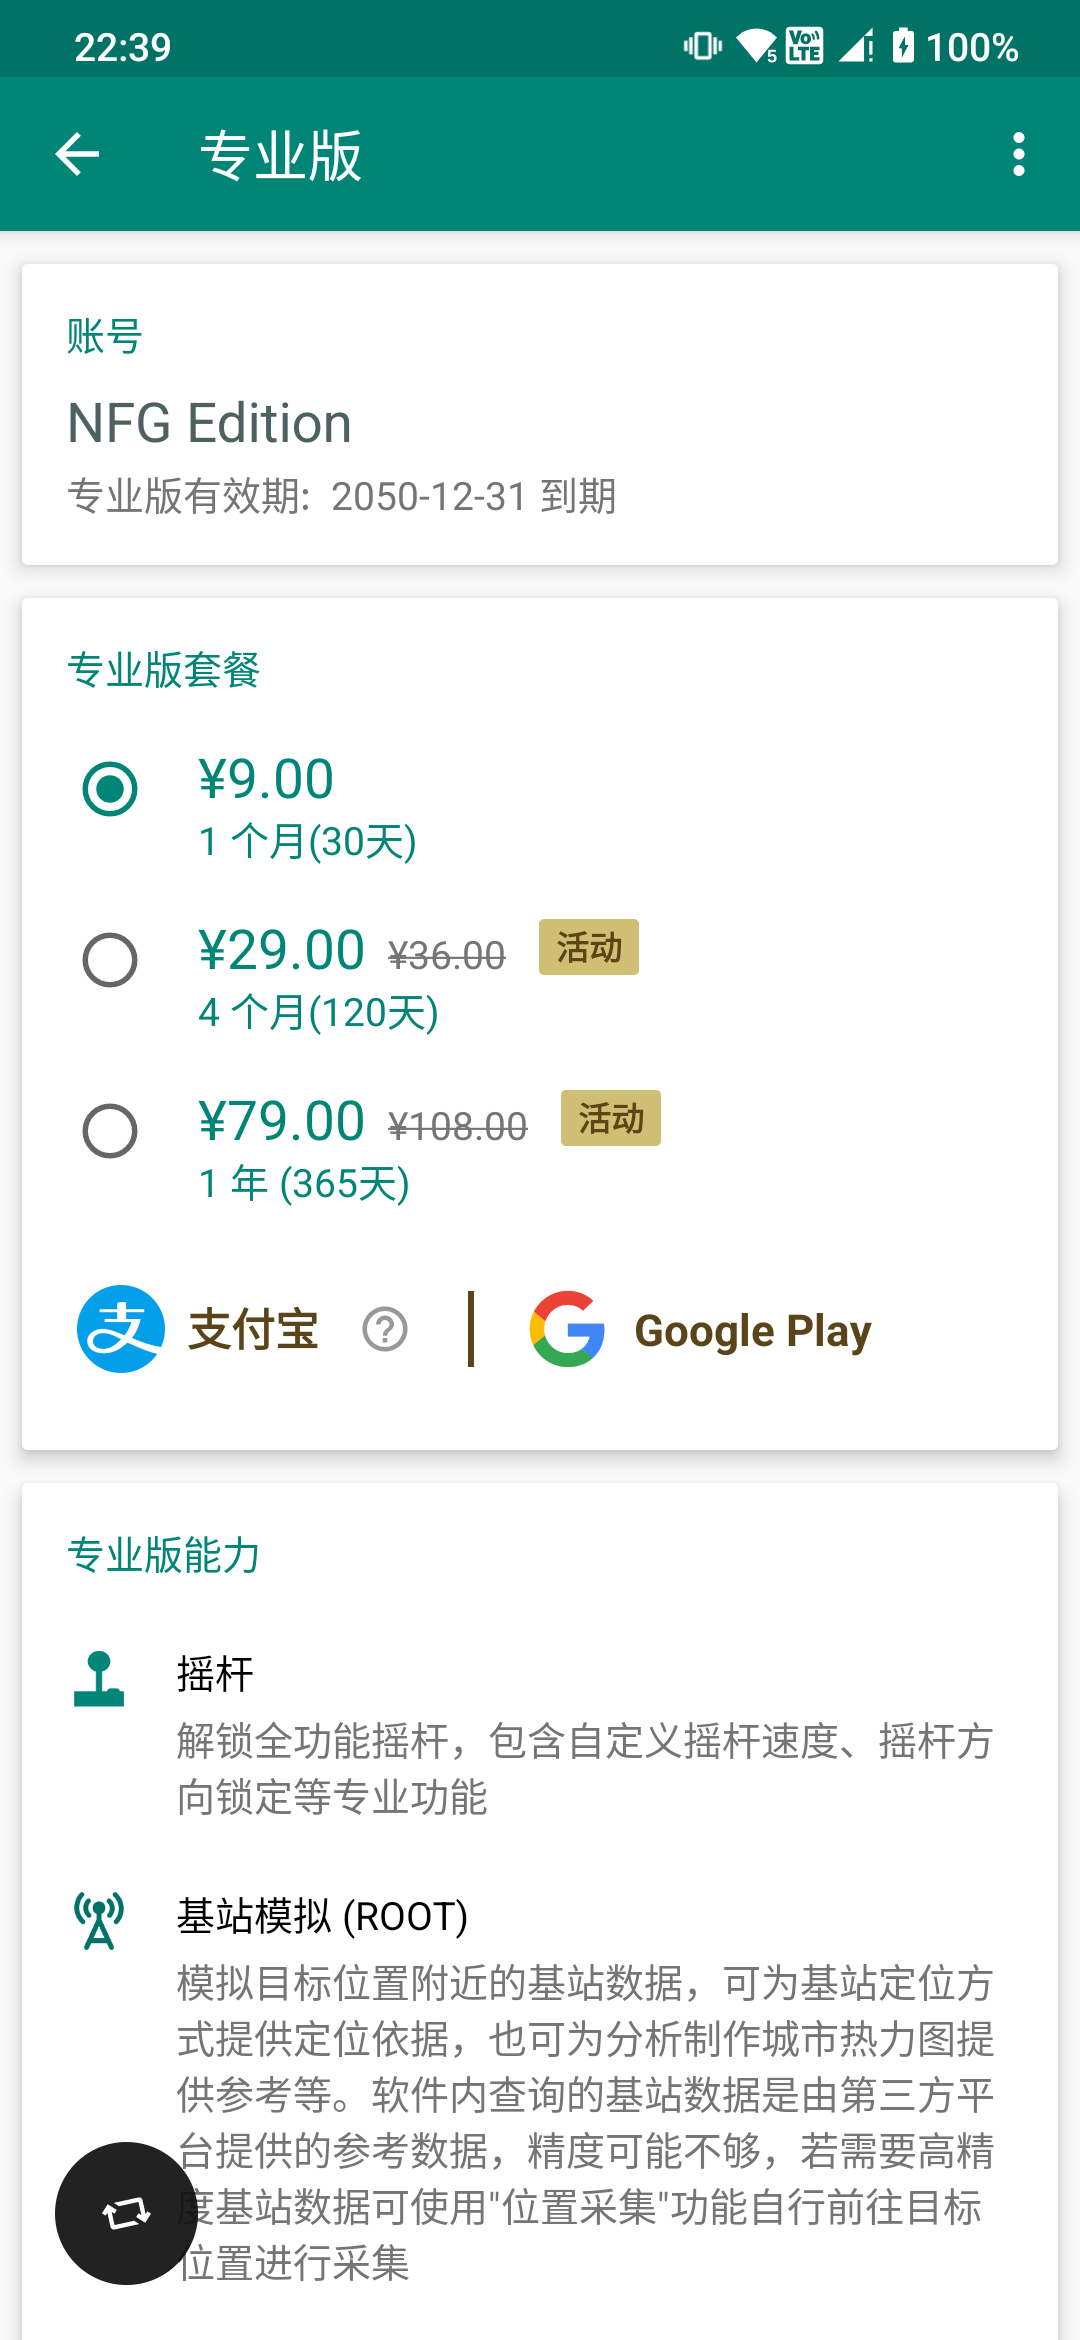 22:39
5
Vo
LTE
100%
专业版
账号
NFG Edition
专业版有效期: 2050-12-31 到期
专业版套餐
¥9.00
1 个月(30天)
¥29.00 ¥36.00 活动
4 个月(120天)
¥79.00 ¥108.00 活动
1 年 (365天)
支 支付宝 ? Google Play
专业版能力
摇杆
解锁全功能摇杆，包含自定义摇杆速度、摇杆方
向锁定等专业功能
基站模拟 (ROOT)
模拟目标位置附近的基站数据，可为基站定位方
式提供定位依据，也可为分析制作城市热力图提
供参考等。软件内查询的基站数据是由第三方平
台提供的参考数据，精度可能不够，若需要高精
度基站数据可使用"位置采集"功能自行前往目标
位置进行采集